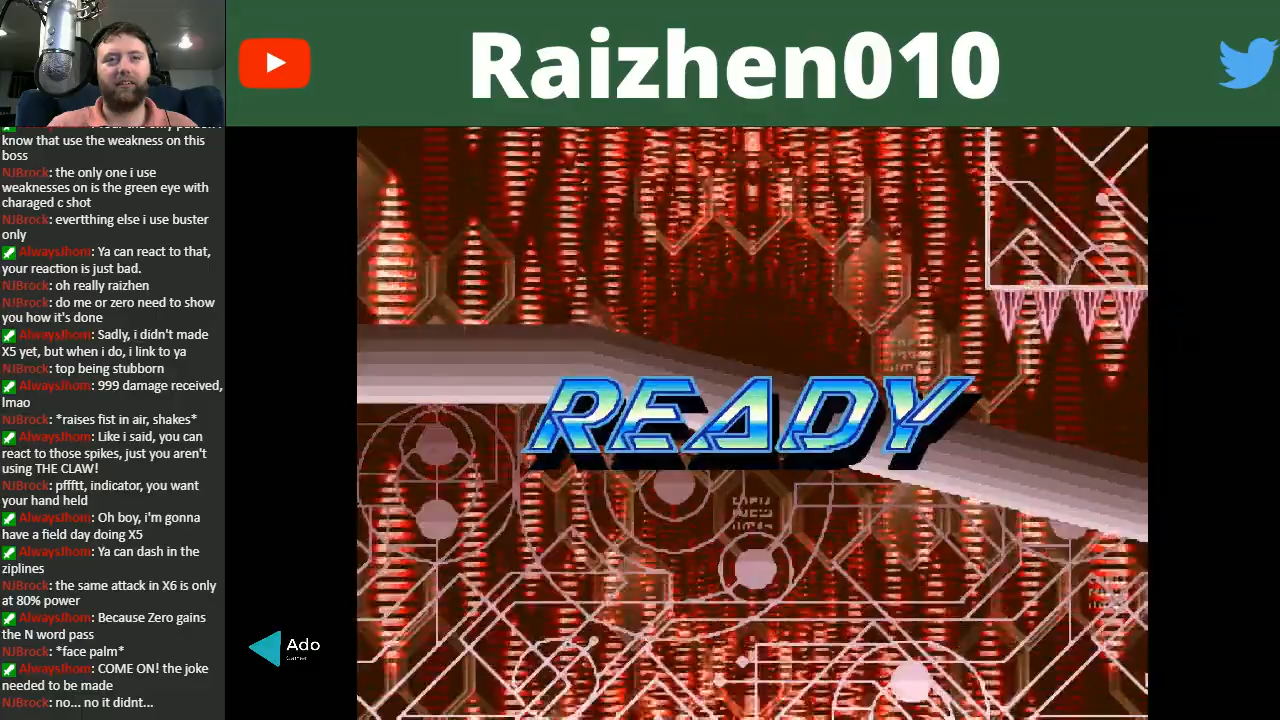 Raizhen010
know that use the weakness on this
boss
NJBrock: the only one i use
weaknesses on is the green eye with
charaged c shot
NJBrock: everthing else i use buster
only
AlwaysJhom: Ya can react to that,
your reaction is just bad.
NJBrock: oh really raizhen
NJBrock: do me or zero need to show
you how it's done
AlwaysJhom: Sadly, i didn't made
X5 yet, but when i do, i link to ya
NJBrock: top being stubborn
AlwaysJhom: 999 damage received,
lmao
NJBrock: *raises fist in air, shakes*
AlwaysJhom: Like i said, you can
react to those spikes, just you aren't
using THE CLAW!
NJBrock: pffftt, indicator, you want
your hand held
AlwaysJhom: Oh boy, i'm gonna
have a field day doing X5
AlwaysJhom: Ya can dash in the
ziplines
NJBrock: the same attack in X6 is only
at 80% power
AlwaysJhom: Because Zero gains
the N word pass
NJBrock: *face palm*
AlwaysJhom: COME ON! the joke
needed to be made
NJBrock: no... no it didnt...
READY
Ado